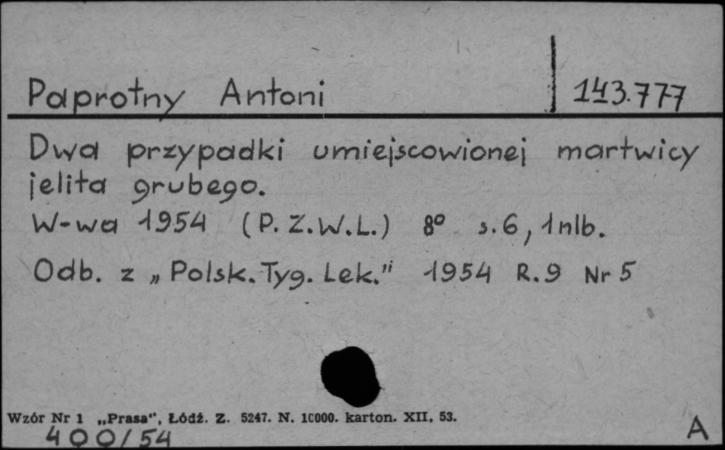 Paprotny Antoni 143.777
Dwa przypadki umiejscowionej martwicy
jelita grubego.
W-wa 1954 (P.Z.W.L.) 8º s.6, 1nlb.
Odb. z „Polsk. Tyg. Lek." 1954 R.9 Nr 5
Wzór Nr 1 „Prasa", Łódź. Z. 5247. N. 10000. karton. XII. 53.
400/54 A